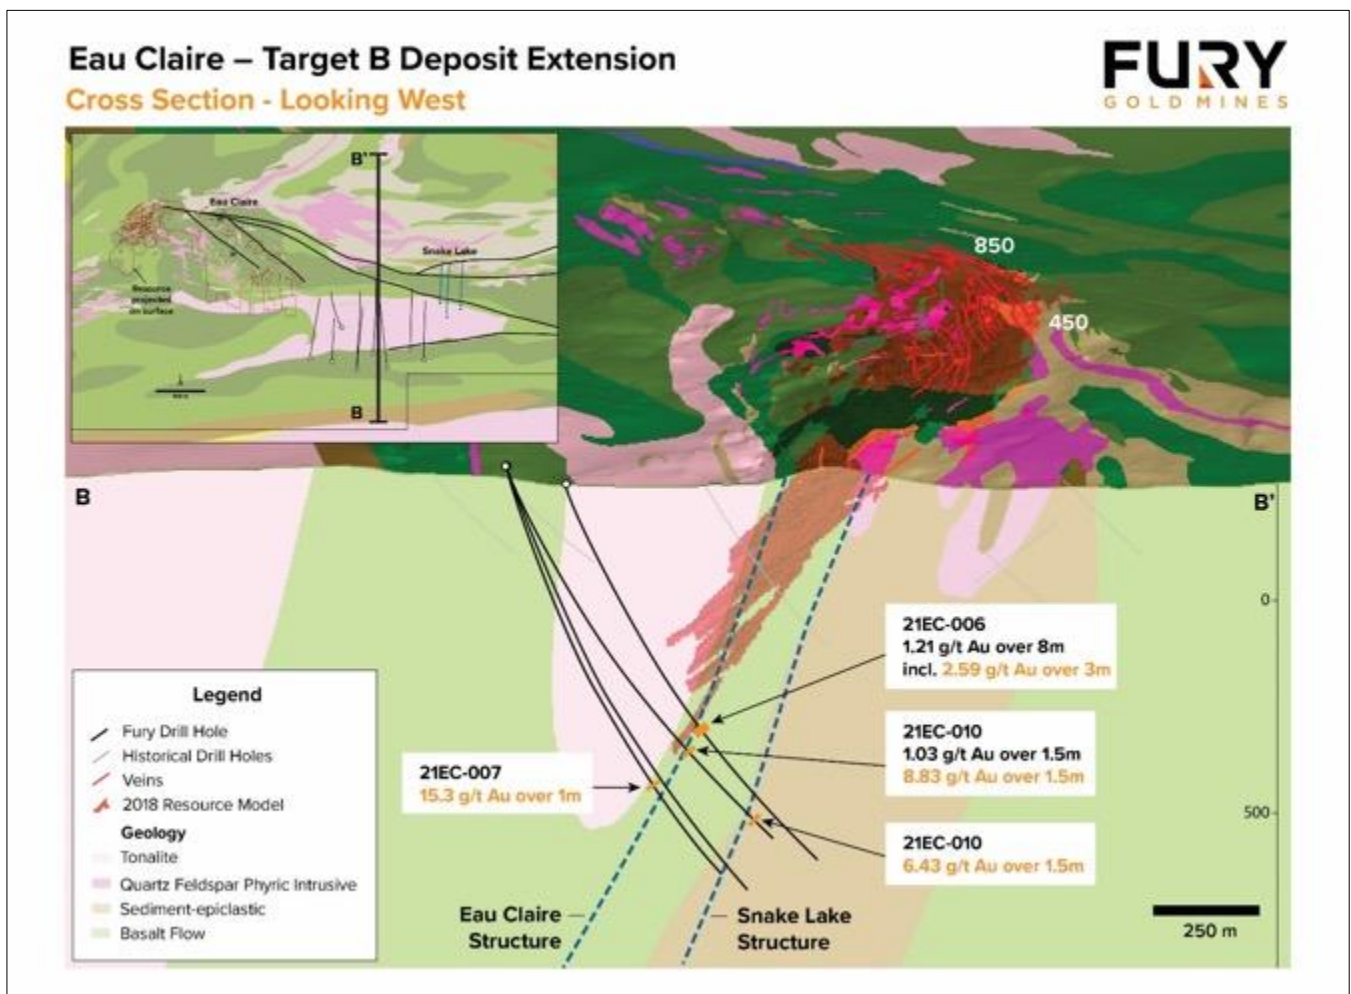 Eau Claire – Target B Deposit Extension
Cross Section - Looking West
FURY
GOLD MINES
B'
Eau Claire
Snake Lake
Resource
projected
on surface
B
850
450
B
B'
0
21EC-006
1.21 g/t Au over 8m
incl. 2.59 g/t Au over 3m
Legend
Fury Drill Hole
Historical Drill Holes
Veins
2018 Resource Model
Geology
Tonalite
Quartz Feldspar Phyric Intrusive
Sediment-epiclastic
Basalt Flow
21EC-007
15.3 g/t Au over 1m
21EC-010
1.03 g/t Au over 1.5m
8.83 g/t Au over 1.5m
500
21EC-010
6.43 g/t Au over 1.5m
Eau Claire
Structure
Snake Lake
Structure
250 m